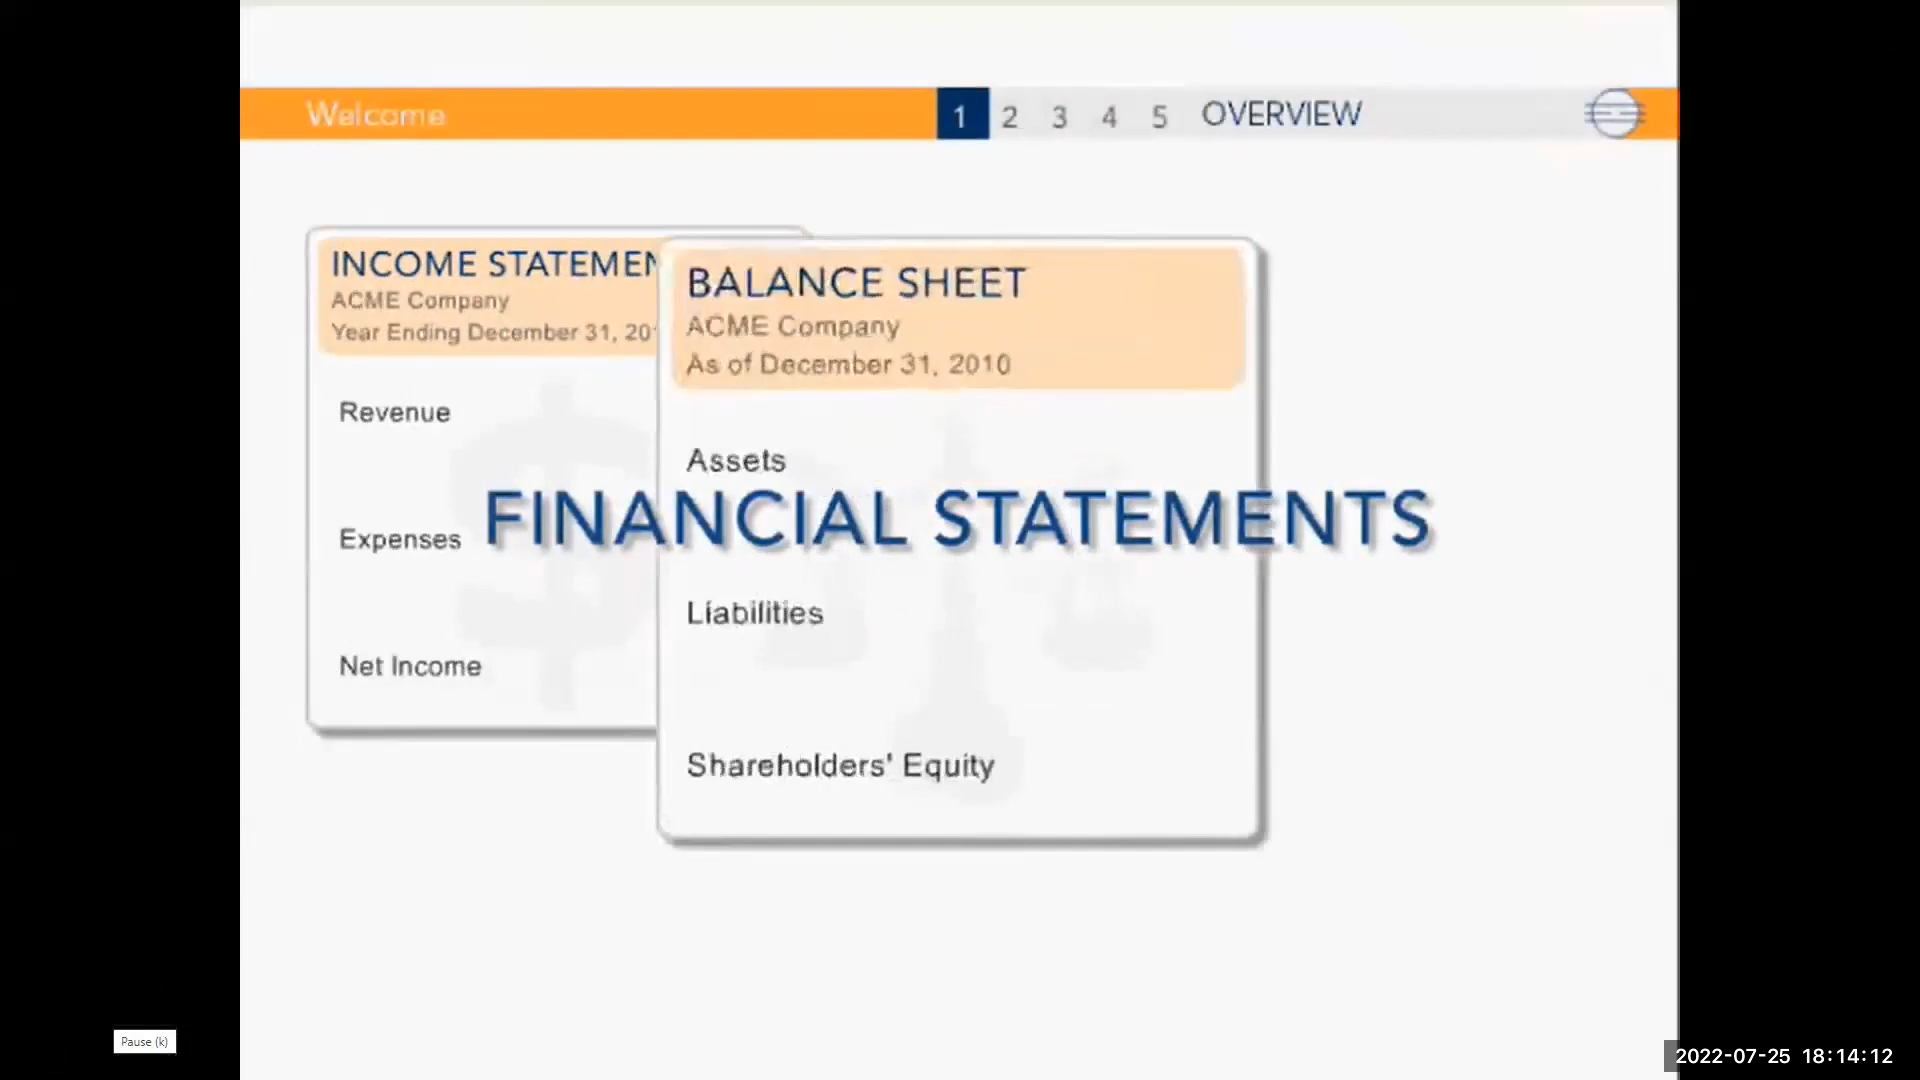 Welcome
1 2 3 4 5 OVERVIEW
INCOME STATEMEN
ACME Company
Year Ending December 31, 20
Revenue
Expenses
Net Income
BALANCE SHEET
ACME Company
As of December 31, 2010
Assets
FINANCIAL STATEMENTS
Liabilities
Shareholders' Equity
Pause (k)
2022-07-25 18:14:12